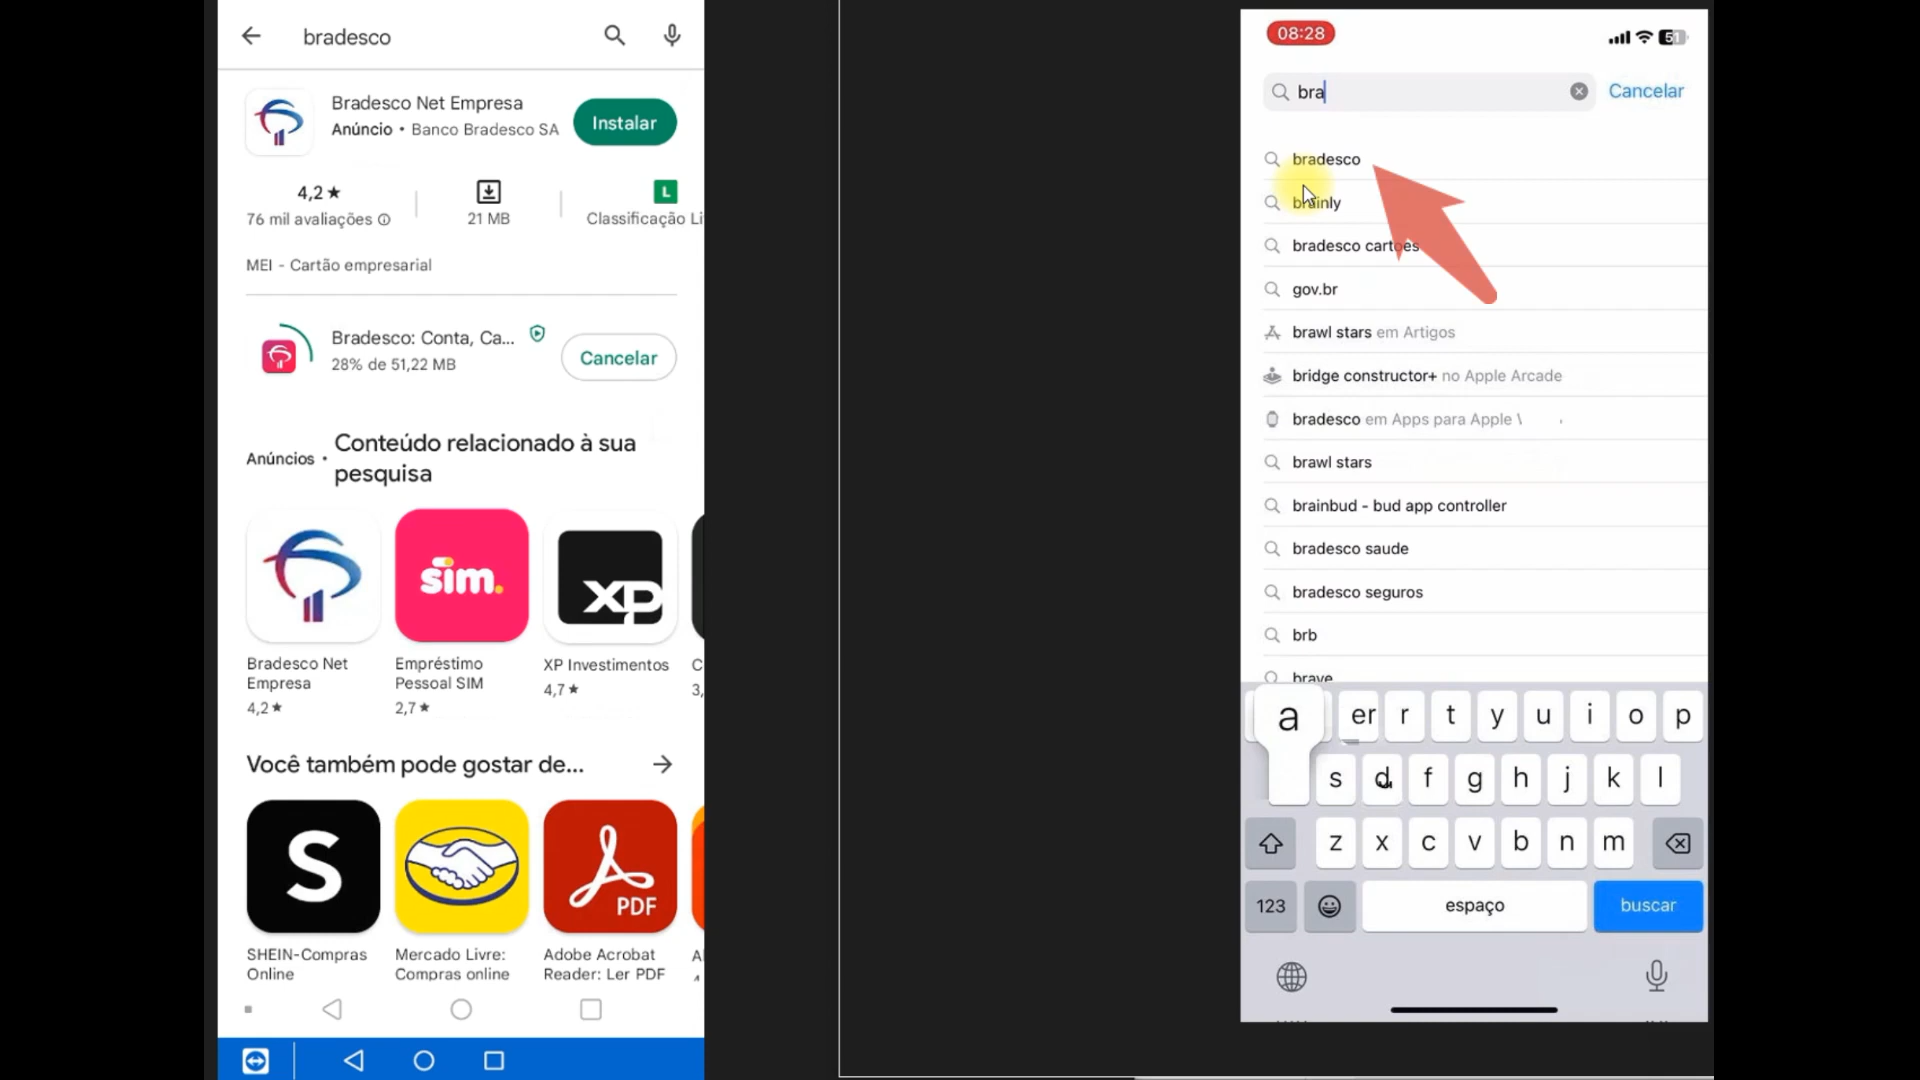 bradesco
Bradesco Net Empresa
Anúncio • Banco Bradesco SA
Instalar
4,2★
76 mil avaliações
21 MB
L
Classificação Li
MEI - Cartão empresarial
Bradesco: Conta, Ca...
28% de 51,22 MB
Cancelar
Anúncios •
Conteúdo relacionado à sua
pesquisa
sim.
XP
Bradesco Net
Empresa
4,2★
Empréstimo
Pessoal SIM
2,7★
XP Investimentos
4,7★
C
3,
Você também pode gostar de...
S
PDF
SHEIN-Compras
Online
Mercado Livre:
Compras online
Adobe Acrobat
Reader: Ler PDF
08:28
51
bra
Cancelar
bradesco
brainly
bradesco cartões
gov.br
brawl stars em Artigos
bridge constructor+ no Apple Arcade
bradesco em Apps para Apple
brawl stars
brainbud - bud app controller
bradesco saude
bradesco seguros
brb
brave
a er r t y u i o p
s d f g h j k l
z x c v b n m
123
espaço
buscar